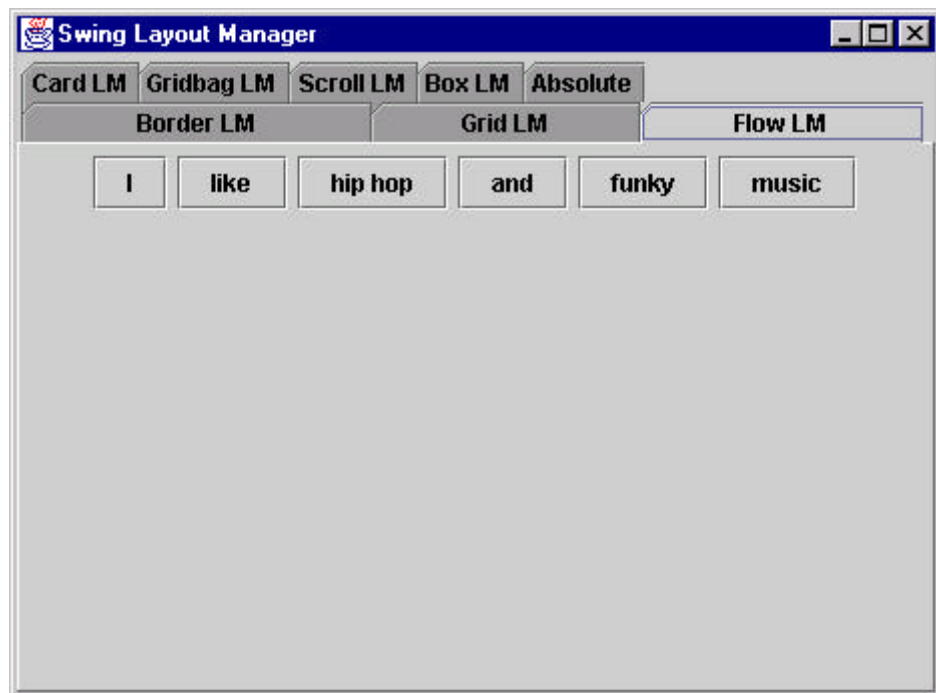 Swing Layout Manager
Card LM Gridbag LM Scroll LM Box LM Absolute
Border LM Grid LM Flow LM
I like hip hop and funky music